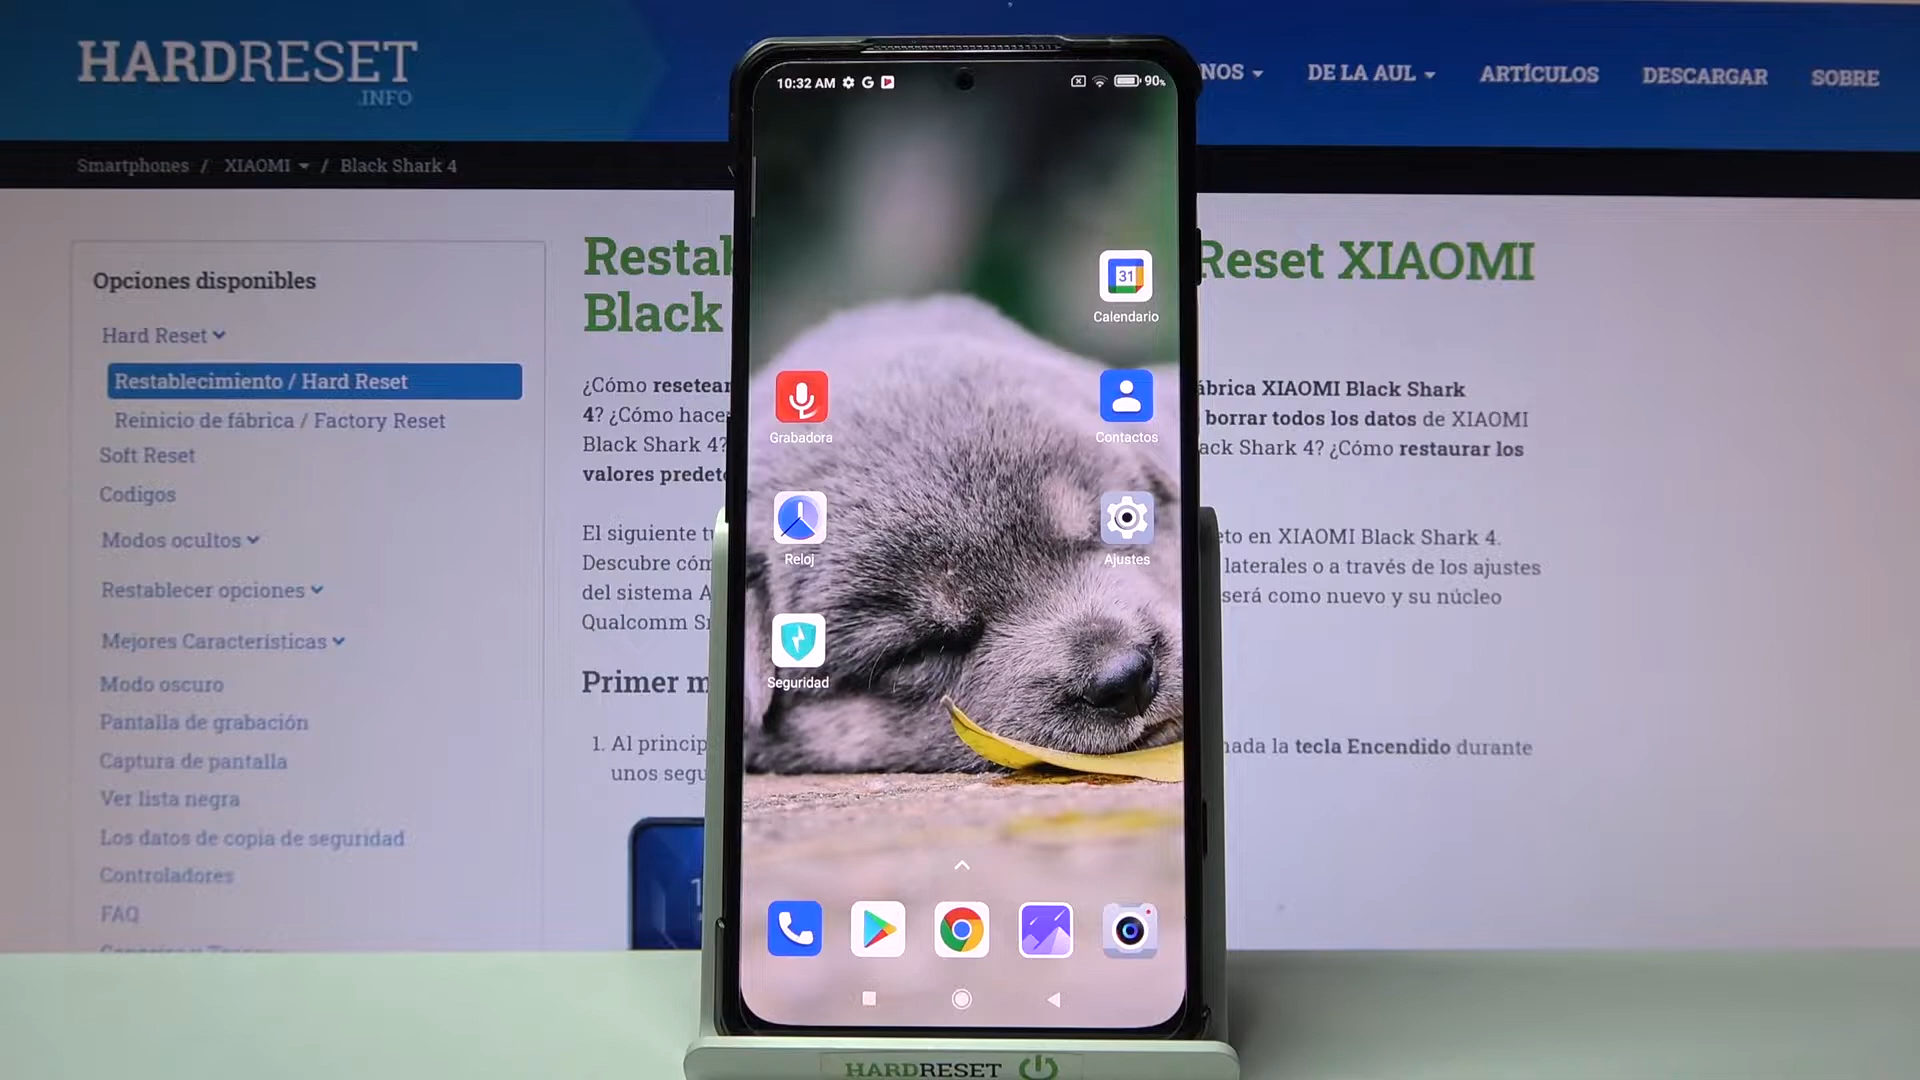 HARDRESET
.INFO
NOS
DE LA AUL
ARTÍCULOS
DESCARGAR
SOBRE
Smartphones / XIAOMI / Black Shark 4
Opciones disponibles
Hard Reset
Restablecimiento / Hard Reset
Reinicio de fábrica / Factory Reset
Soft Reset
Codigos
Modos ocultos
Restablecer opciones
Mejores Características
Modo oscuro
Pantalla de grabación
Captura de pantalla
Ver lista negra
Los datos de copia de seguridad
Controladores
FAQ
Restab
Reset XIAOMI
Black
¿Cómo resetear
ábrica XIAOMI Black Shark
4? ¿Cómo hacer
borrar todos los datos de XIAOMI
Black Shark 4?
ack Shark 4? ¿Cómo restaurar los
valores predete
El siguiente tu
eto en XIAOMI Black Shark 4.
Descubre cóm
laterales o a través de los ajustes
del sistema A
será como nuevo y su núcleo
Qualcomm Sn
Primer m
1. Al princip
nada la tecla Encendido durante
unos segu
10:32 AM
G
90%
31
Calendario
Grabadora
Contactos
Reloj
Ajustes
Seguridad
HARDRESET